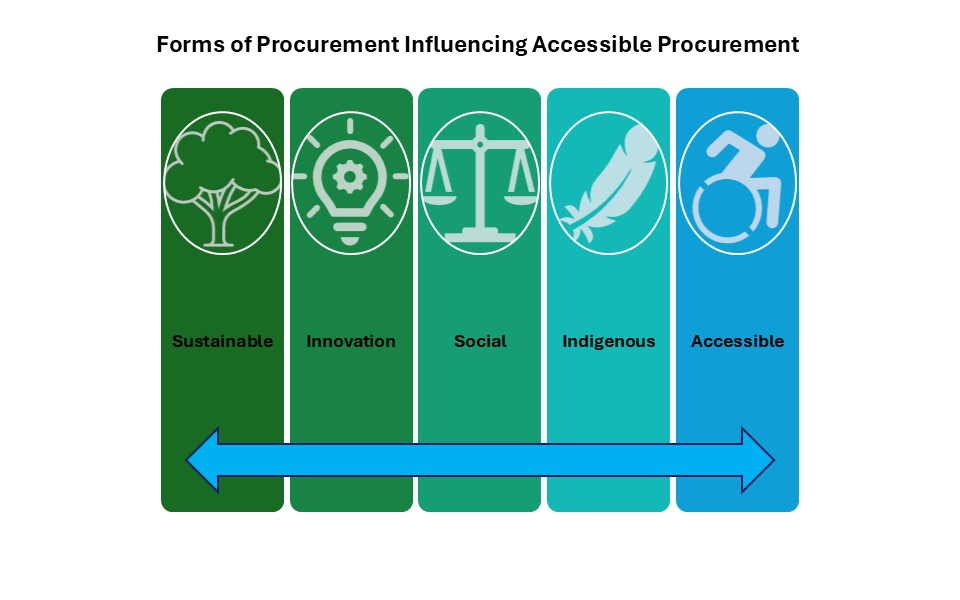 Forms of Procurement Influencing Accessible Procurement
Sustainable
Innovation
Social
Indigenous
Accessible